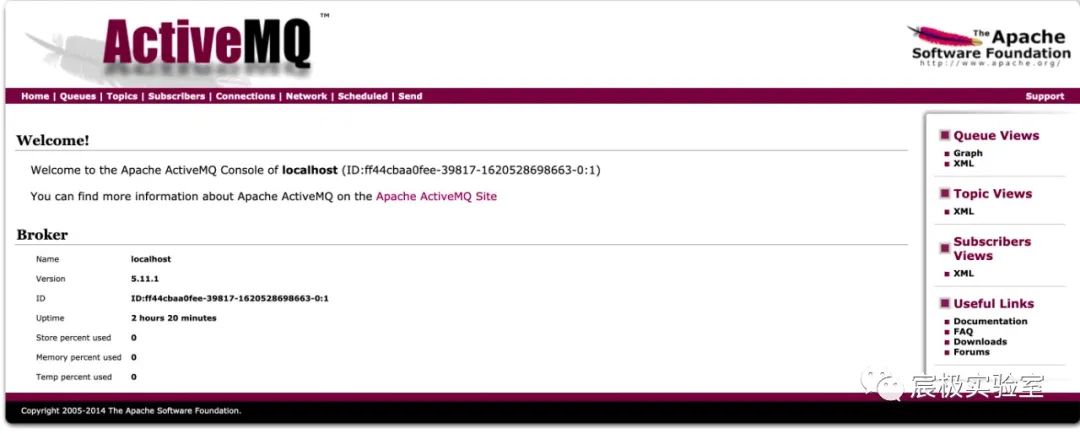 ActiveMQ™
The Apache
Software Foundation
http://www.apache.org/
Home | Queues | Topics | Subscribers | Connections | Network | Scheduled | Send
Support
Welcome!
Welcome to the Apache ActiveMQ Console of localhost (ID:ff44cbaa0fee-39817-1620528698663-0:1)
You can find more information about Apache ActiveMQ on the Apache ActiveMQ Site
Broker
Name localhost
Version 5.11.1
ID ID:ff44cbaa0fee-39817-1620528698663-0:1
Uptime 2 hours 20 minutes
Store percent used 0
Memory percent used 0
Temp percent used 0
Queue Views
Graph
XML
Topic Views
XML
Subscribers
Views
XML
Useful Links
Documentation
FAQ
Downloads
Forums
宸极实验室
Copyright 2005-2014 The Apache Software Foundation.